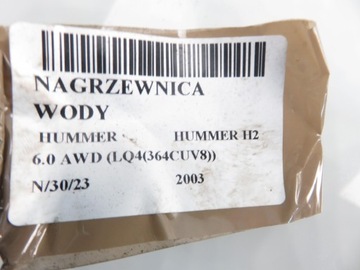 NAGRZEWNICA
WODY
HUMMER HUMMER H2
6.0 AWD (LQ4(364CUV8))
N/30/23 2003